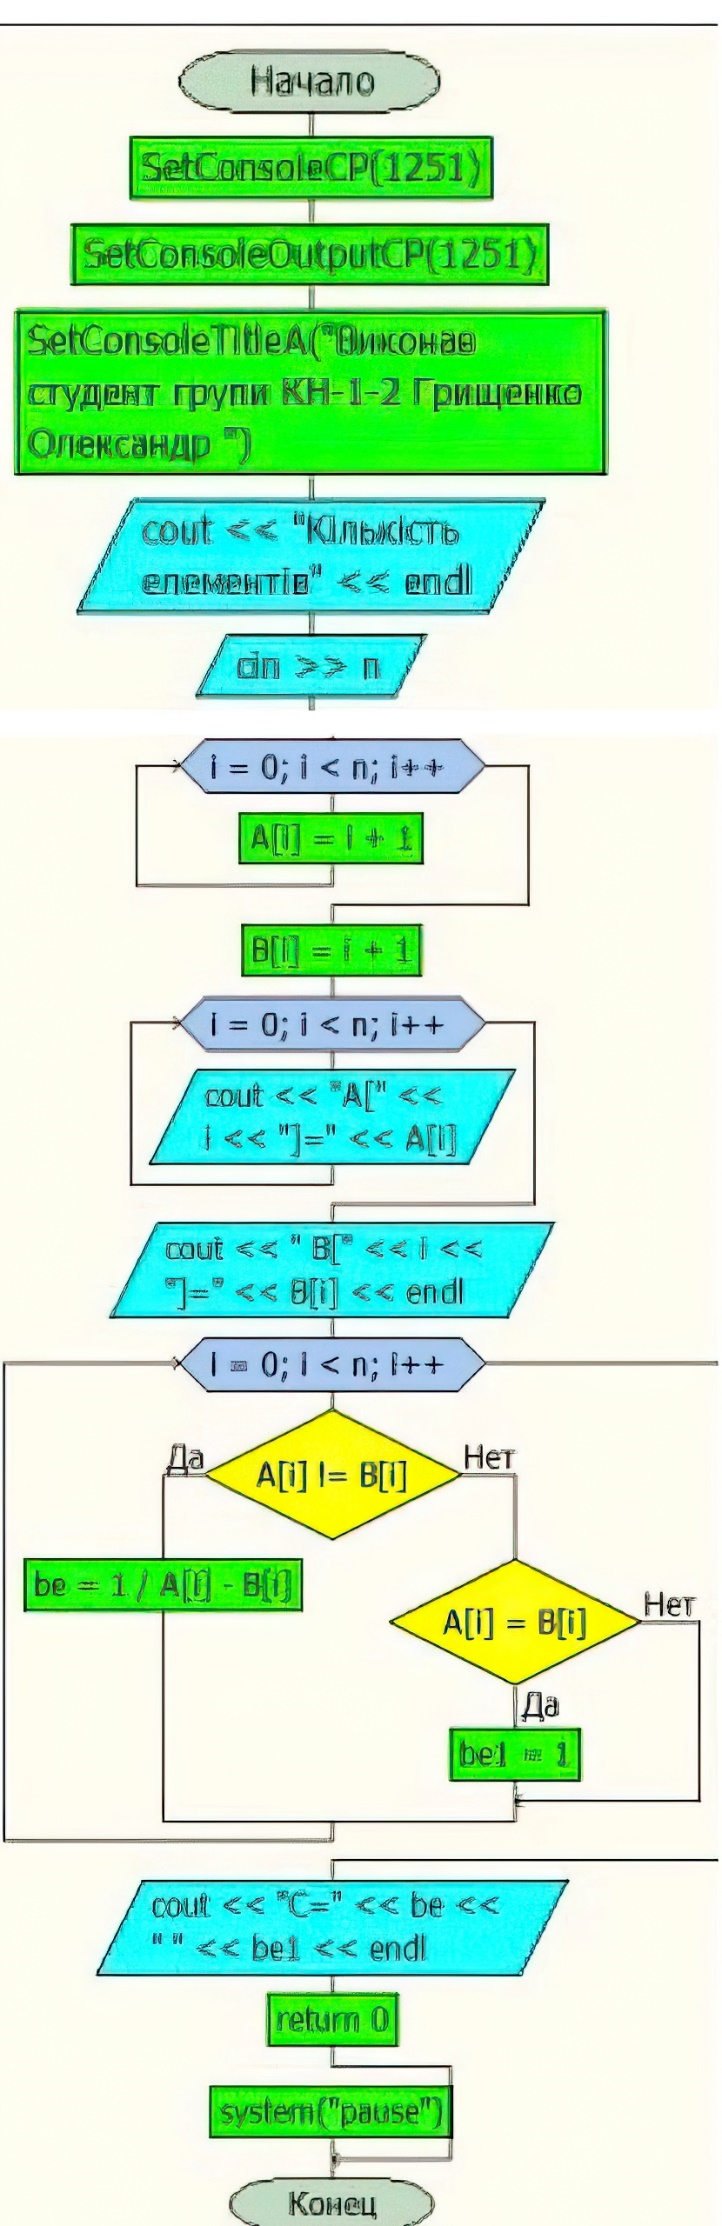 Начало
SetConsoleCP(1251)
SetConsoleOutputCP(1251)
SetConsoleTitleA("Виконав
студент групи КН-1-2 Грищенко
Олександр ")
cout << "Кількість
елементів" << endl
cin >> n
i = 0; i < n; i++
A[i] = i + 1
B[i] = i + 1
i = 0; i < n; i++
cout << "A[" <<
i << "]=" << A[i]
cout << " B[" << i <<
"]=" << B[i] << endl
i = 0; i < n; i++
Да
A[i] != B[i]
Нет
be = 1 / A[i] - B[i]
A[i] = B[i]
Нет
Да
be1 = 1
cout << "C=" << be <<
" " << be1 << endl
return 0
system("pause")
Конец